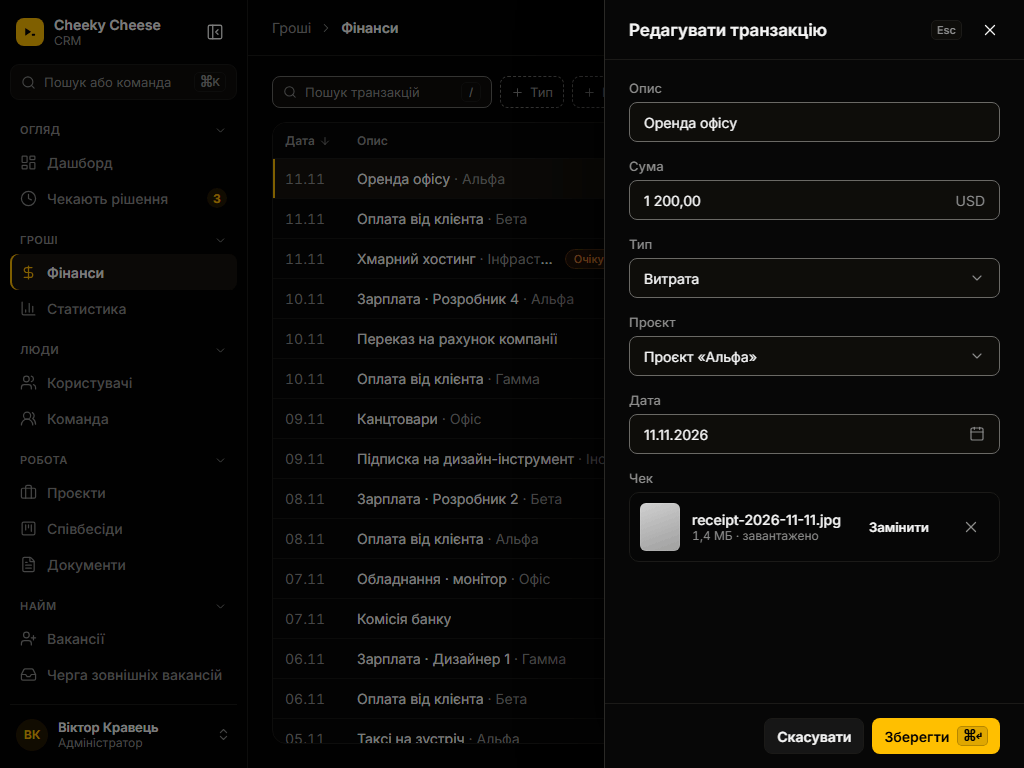 Cheeky Cheese
CRM
Пошук або команда ⌘K
ОГЛЯД
Дашборд
Чекають рішення 3
ГРОШІ
Фінанси
Статистика
ЛЮДИ
Користувачі
Команда
РОБОТА
Проєкти
Співбесіди
Документи
НАЙМ
Вакансії
Черга зовнішніх вакансій
ВК
Віктор Кравець
Адміністратор
Гроші > Фінанси
Пошук транзакцій /
+ Тип
+
Дата ↓ Опис
11.11 Оренда офісу · Альфа
11.11 Оплата від клієнта · Бета
11.11 Хмарний хостинг · Інфраст... Очіку
10.11 Зарплата · Розробник 4 · Альфа
10.11 Переказ на рахунок компанії
10.11 Оплата від клієнта · Гамма
09.11 Канцтовари · Офіс
09.11 Підписка на дизайн-інструмент · Інс
08.11 Зарплата · Розробник 2 · Бета
08.11 Оплата від клієнта · Альфа
07.11 Обладнання · монітор · Офіс
07.11 Комісія банку
06.11 Зарплата · Дизайнер 1 · Гамма
06.11 Оплата від клієнта · Бета
05.11 Таксі на зустріч · Альфа
Редагувати транзакцію Esc
Опис
Оренда офісу
Сума
1 200,00 USD
Тип
Витрата
Проєкт
Проєкт «Альфа»
Дата
11.11.2026
Чек
receipt-2026-11-11.jpg
1,4 МБ · завантажено
Замінити
Скасувати
Зберегти ⌘↵